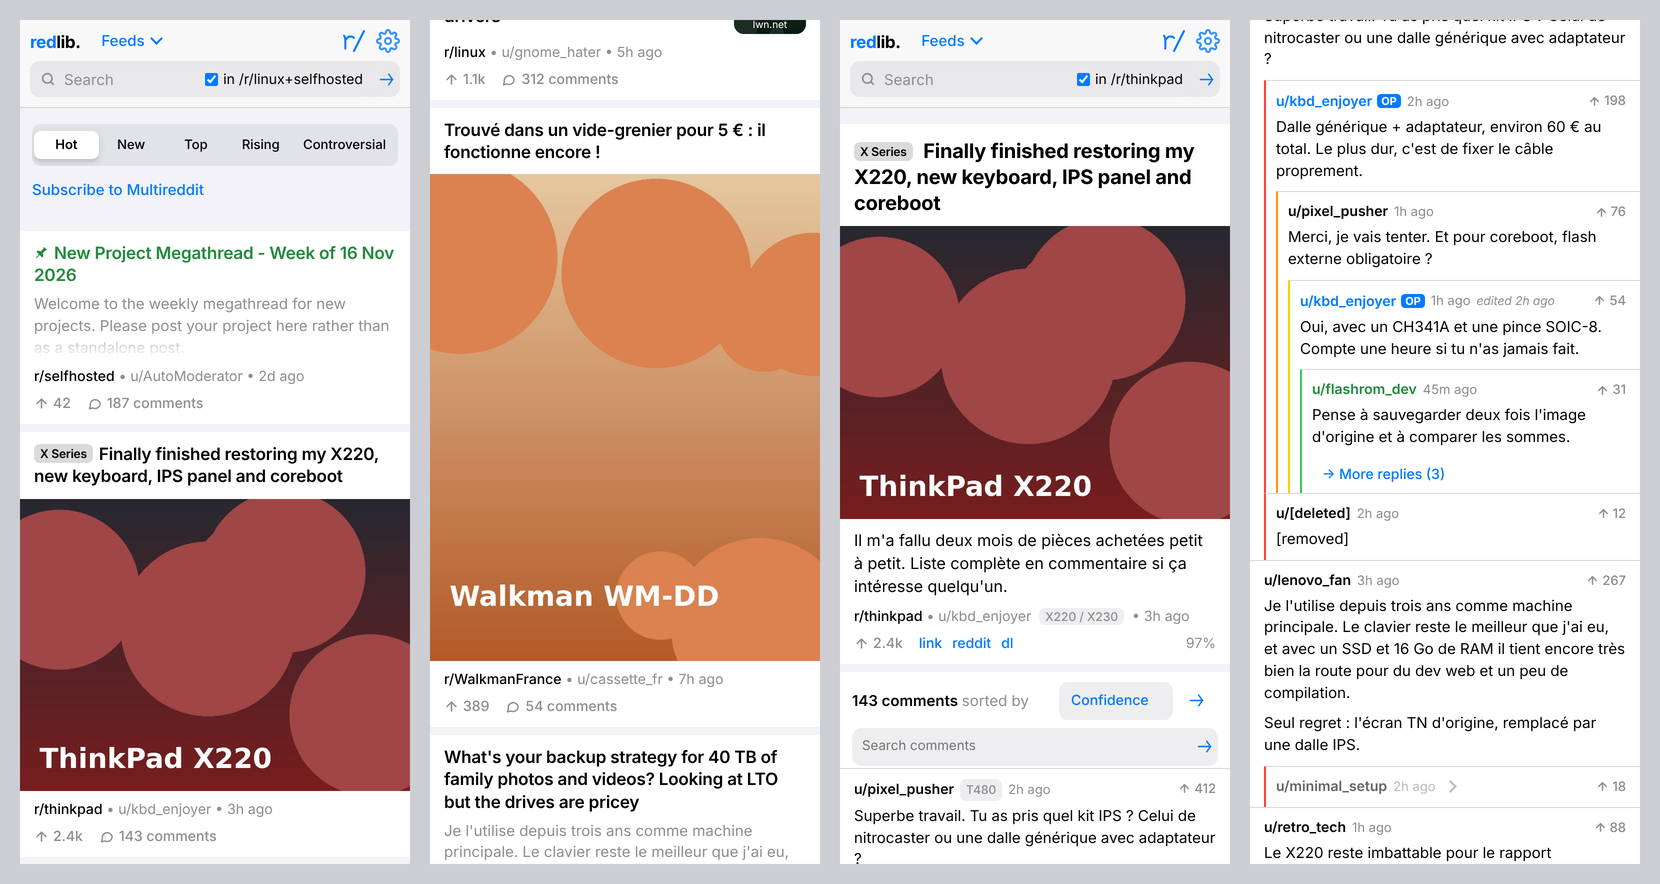 redlib. Feeds r/
Search in /r/linux+selfhosted
Hot New Top Rising Controversial
Subscribe to Multireddit
New Project Megathread - Week of 16 Nov
2026
Welcome to the weekly megathread for new
projects. Please post your project here rather than
as a standalone post.
r/selfhosted • u/AutoModerator • 2d ago
42 187 comments
X Series Finally finished restoring my X220,
new keyboard, IPS panel and coreboot
ThinkPad X220
r/thinkpad • u/kbd_enjoyer • 3h ago
2.4k 143 comments
drivers
lwn.net
r/linux • u/gnome_hater • 5h ago
1.1k 312 comments
Trouvé dans un vide-grenier pour 5 € : il
fonctionne encore !
Walkman WM-DD
r/WalkmanFrance • u/cassette_fr • 7h ago
389 54 comments
What's your backup strategy for 40 TB of
family photos and videos? Looking at LTO
but the drives are pricey
Je l'utilise depuis trois ans comme machine
principale. Le clavier reste le meilleur que j'ai eu,
redlib. Feeds r/
Search in /r/thinkpad
X Series Finally finished restoring my
X220, new keyboard, IPS panel and
coreboot
ThinkPad X220
Il m'a fallu deux mois de pièces achetées petit
à petit. Liste complète en commentaire si ça
intéresse quelqu'un.
r/thinkpad • u/kbd_enjoyer X220 / X230 • 3h ago
2.4k link reddit dl 97%
143 comments sorted by Confidence
Search comments
u/pixel_pusher T480 2h ago 412
Superbe travail. Tu as pris quel kit IPS ? Celui de
nitrocaster ou une dalle générique avec adaptateur
?
Superbe travail. Tu as pris quel kit IPS ? Celui de
nitrocaster ou une dalle générique avec adaptateur
?
u/kbd_enjoyer OP 2h ago 198
Dalle générique + adaptateur, environ 60 € au
total. Le plus dur, c'est de fixer le câble
proprement.
u/pixel_pusher 1h ago 76
Merci, je vais tenter. Et pour coreboot, flash
externe obligatoire ?
u/kbd_enjoyer OP 1h ago edited 2h ago 54
Oui, avec un CH341A et une pince SOIC-8.
Compte une heure si tu n'as jamais fait.
u/flashrom_dev 45m ago 31
Pense à sauvegarder deux fois l'image
d'origine et à comparer les sommes.
→ More replies (3)
u/[deleted] 2h ago 12
[removed]
u/lenovo_fan 3h ago 267
Je l'utilise depuis trois ans comme machine
principale. Le clavier reste le meilleur que j'ai eu,
et avec un SSD et 16 Go de RAM il tient encore très
bien la route pour du dev web et un peu de
compilation.
Seul regret : l'écran TN d'origine, remplacé par
une dalle IPS.
u/minimal_setup 2h ago 18
u/retro_tech 1h ago 88
Le X220 reste imbattable pour le rapport